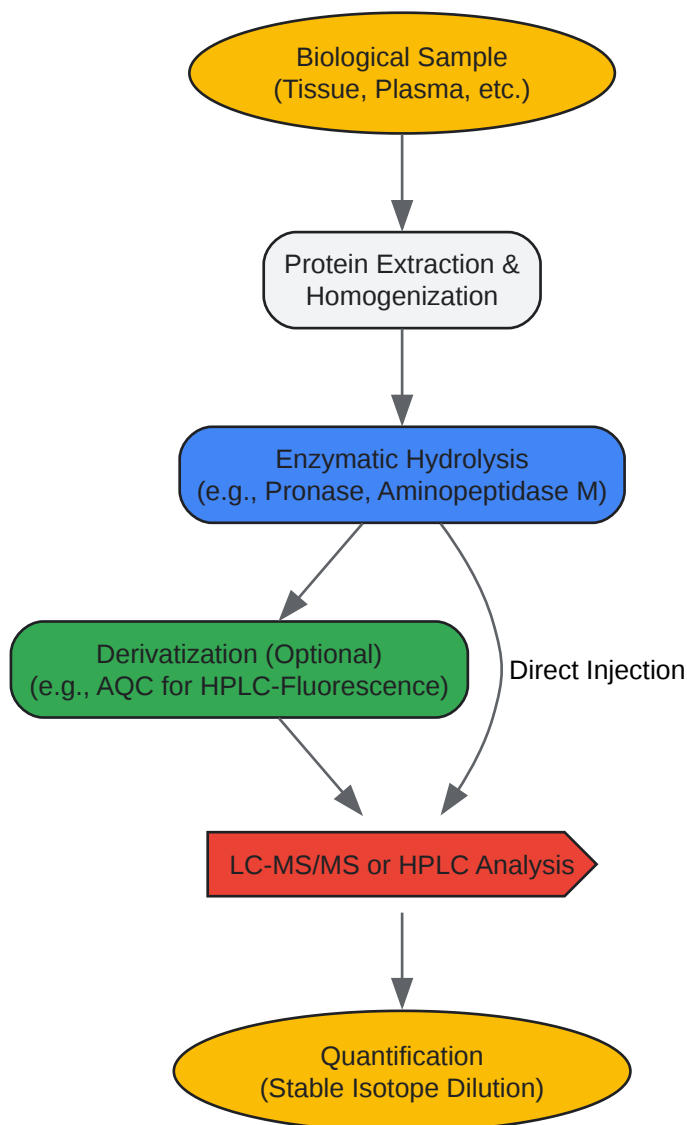 Biological Sample
(Tissue, Plasma, etc.)
Protein Extraction &
Homogenization
Enzymatic Hydrolysis
(e.g., Pronase, Aminopeptidase M)
Derivatization (Optional)
(e.g., AQC for HPLC-Fluorescence)
Direct Injection
LC-MS/MS or HPLC Analysis
Quantification
(Stable Isotope Dilution)